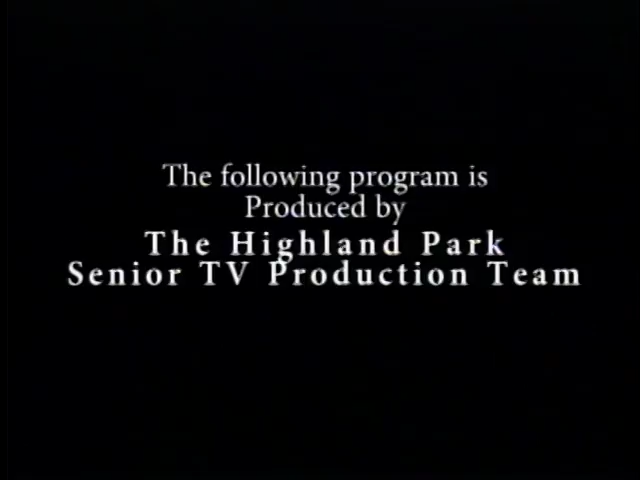 The following program is
Produced by
The Highland Park
Senior TV Production Team